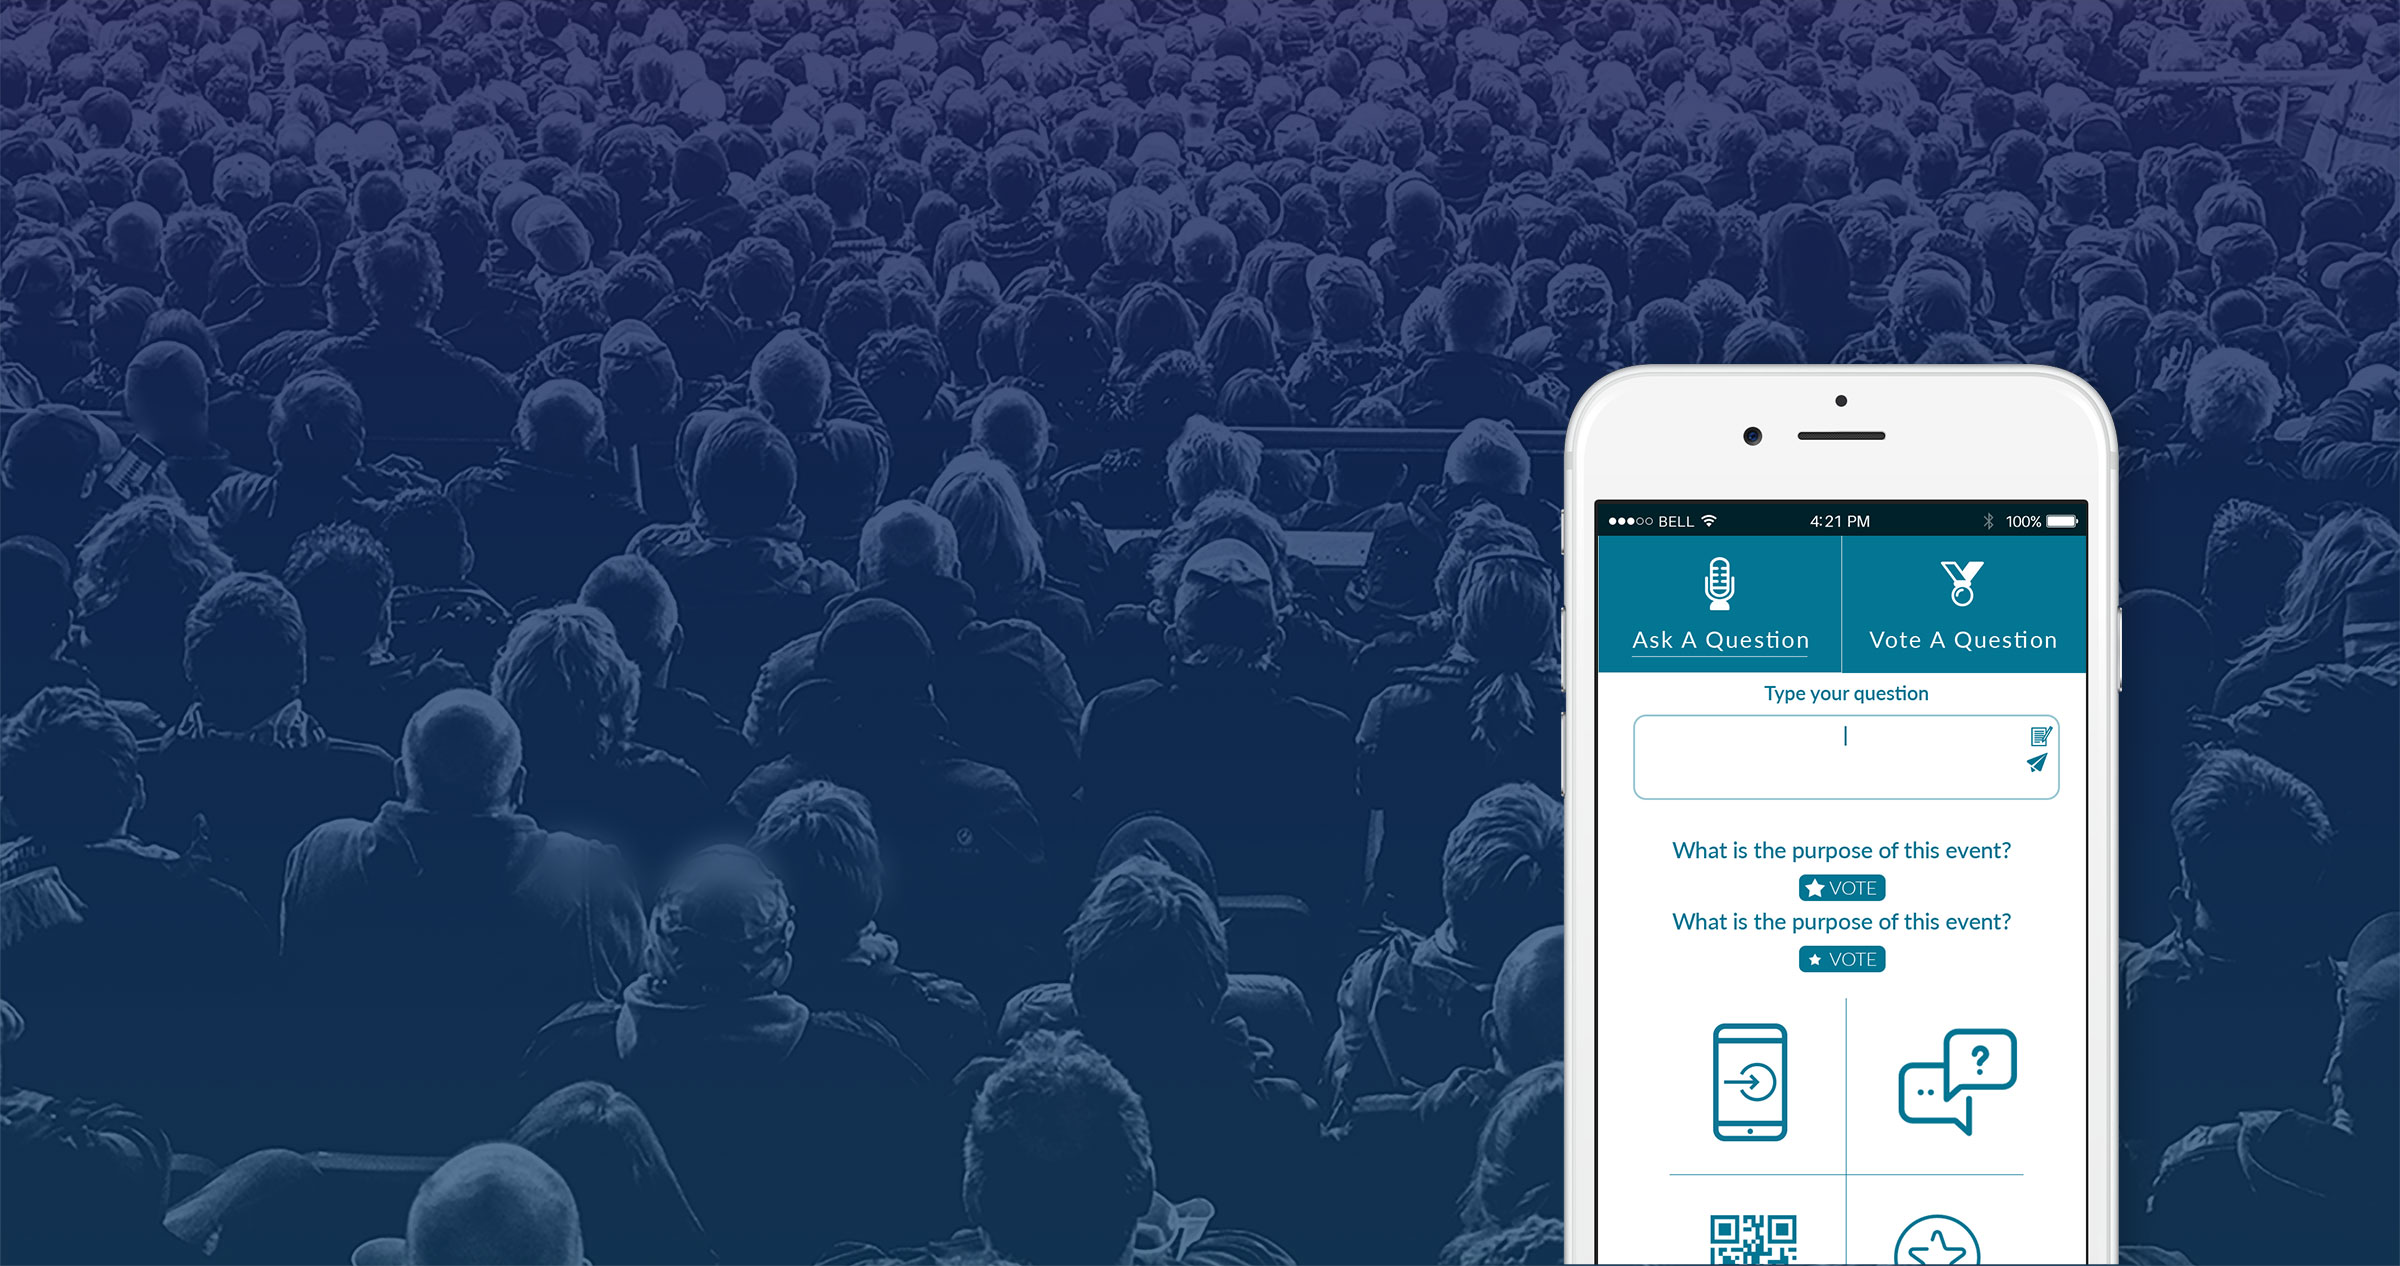 BELL 4:21 PM 100%
Ask A Question
Vote A Question
Type your question
What is the purpose of this event?
VOTE
What is the purpose of this event?
VOTE